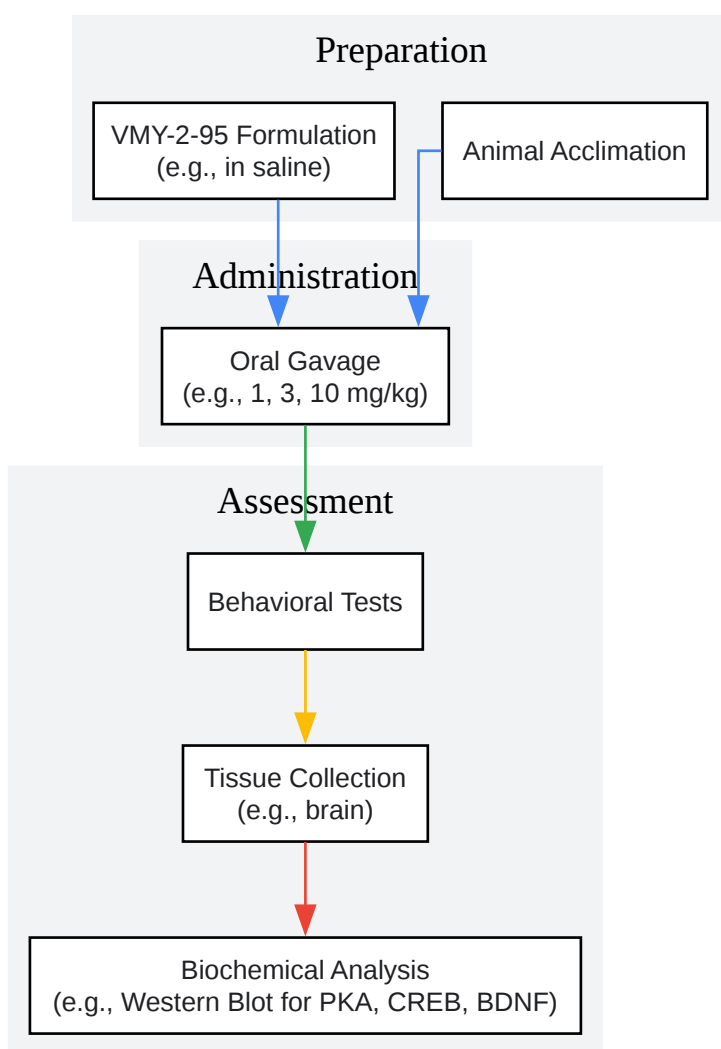 Preparation
VMY-2-95 Formulation
(e.g., in saline)
Animal Acclimation
Administration
Oral Gavage
(e.g., 1, 3, 10 mg/kg)
Assessment
Behavioral Tests
Tissue Collection
(e.g., brain)
Biochemical Analysis
(e.g., Western Blot for PKA, CREB, BDNF)